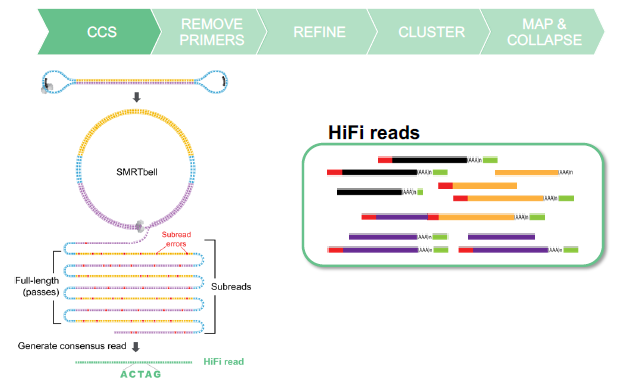 CCS
REMOVE
PRIMERS
REFINE
CLUSTER
MAP &
COLLAPSE
SMRTbell
Subread
errors
Full-length
(passes)
Subreads
Generate consensus read
HiFi read
ACTAG
HiFi reads
(AAA)n
(AAA)n
(AAA)n
(AAA)n
(AAA)n
(AAA)n
(AAA)n
(AAA)n
(AAA)n